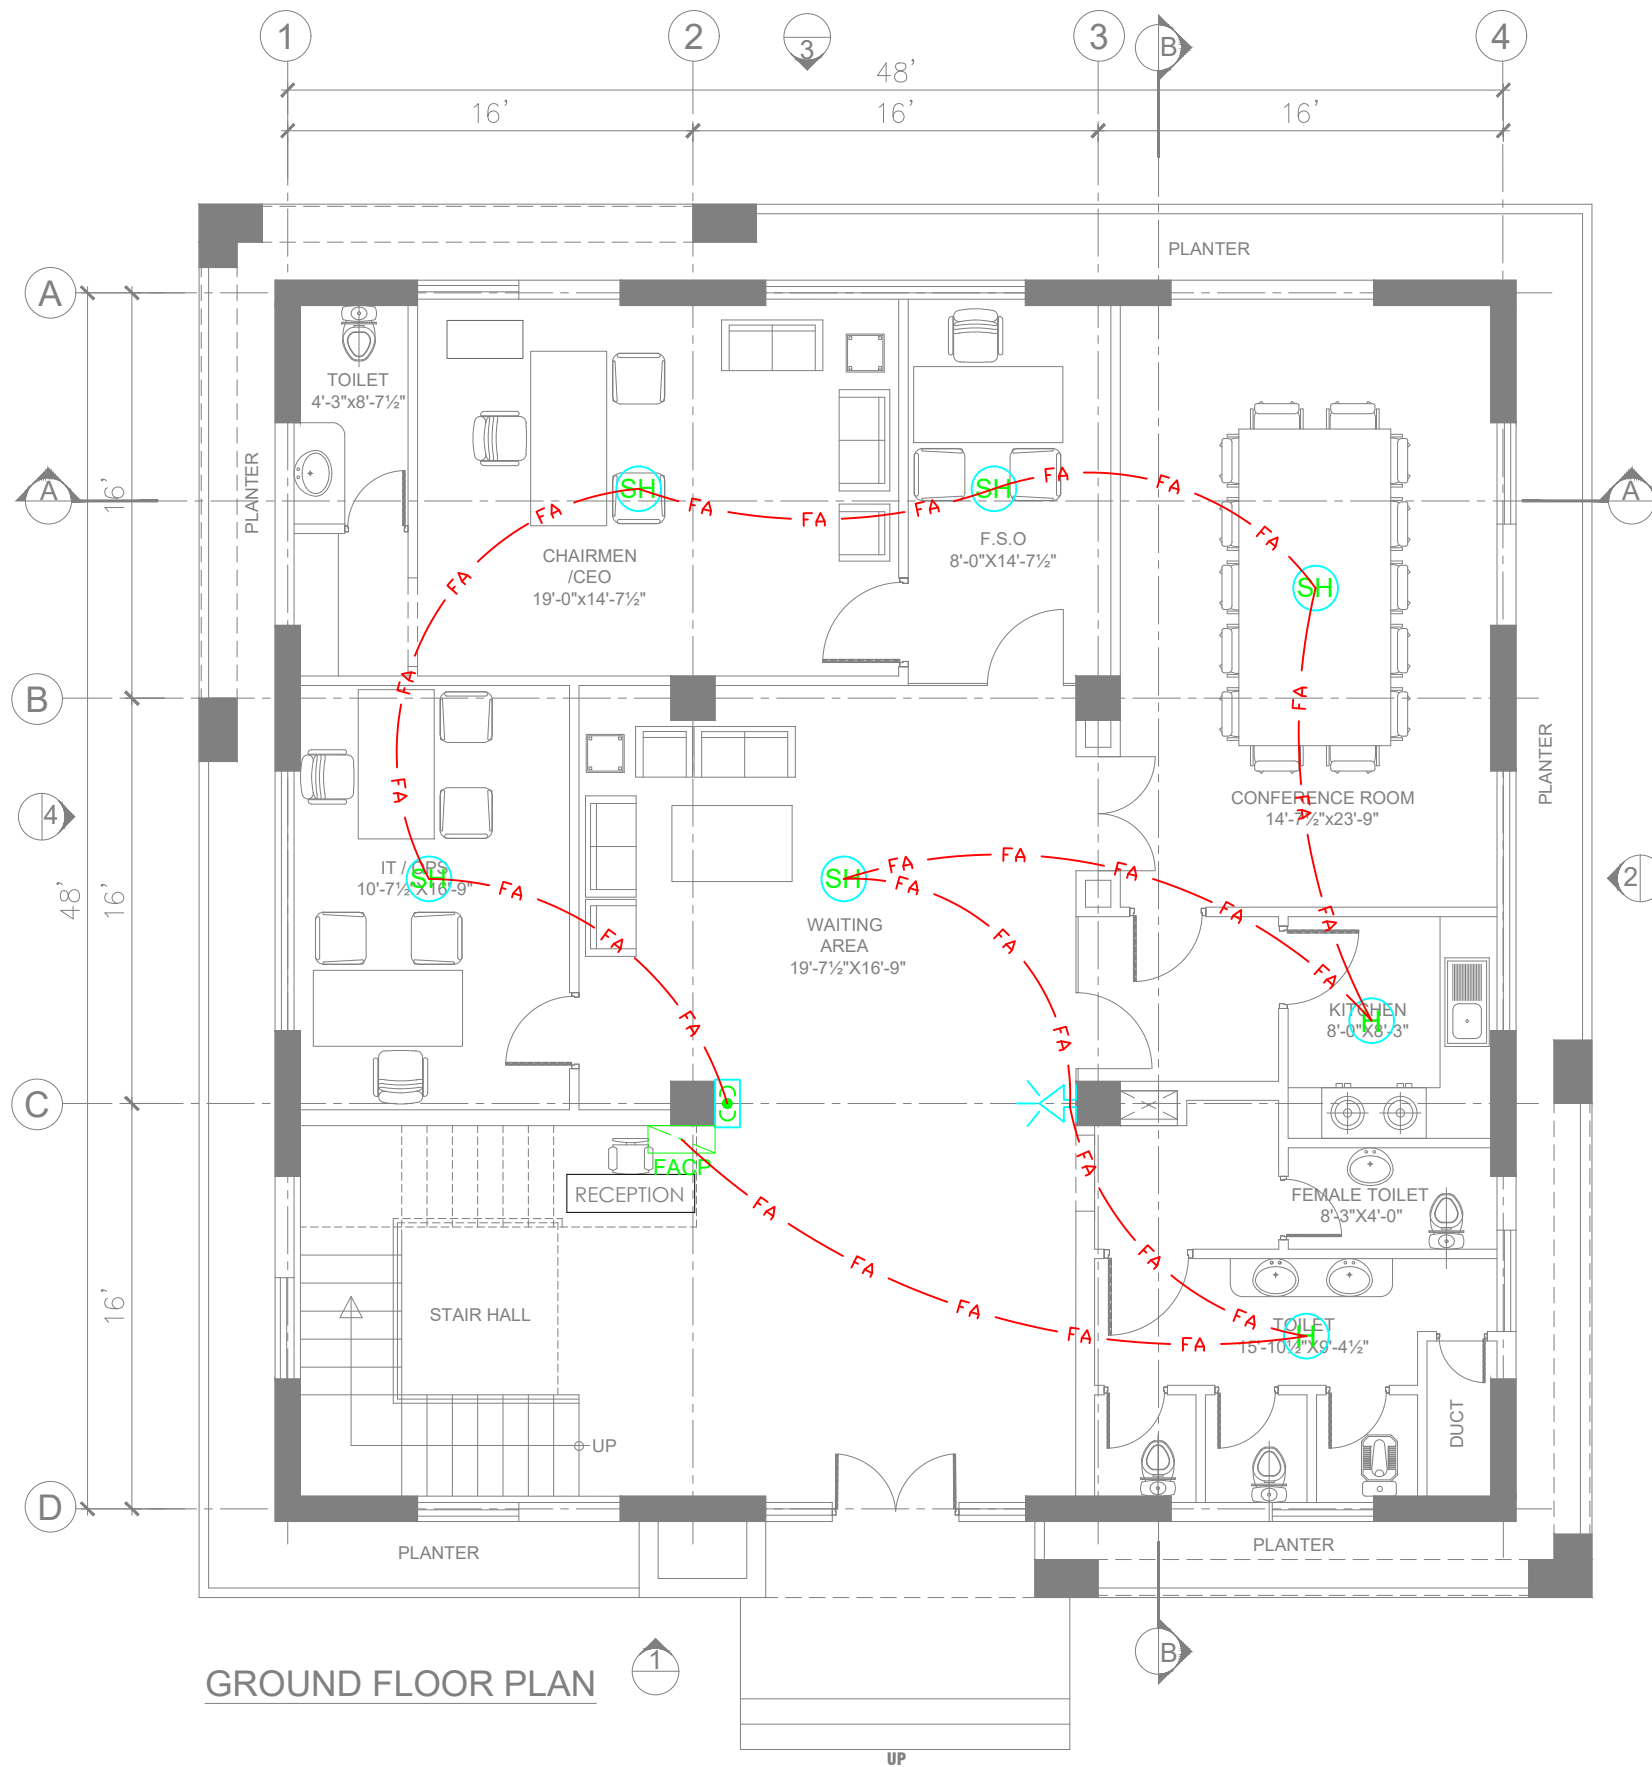 1
2
3
3
B
4
48'
16'
16'
16'
PLANTER
A
TOILET
4'-3"x8'-7½"
PLANTER
A
16'
SH
SH
FA
FA
FA
FA
FA
FA
FA
FA
A
CHAIRMEN
/CEO
19'-0"x14'-7½"
F.S.O
8'-0"X14'-7½"
FA
FA
SH
B
FA
FA
PLANTER
4
FA
CONFERENCE ROOM
14'-7½"x23'-9"
FA
IT / OPS
10'-7½"X16'-9"
SH
FA
SH
FA
FA
FA
FA
2
48'
16'
WAITING
AREA
19'-7½"X16'-9"
FA
FA
FA
FA
FA
FA
FA
KITCHEN
8'-0"X8'-3"
H
C
FACP
RECEPTION
FA
FEMALE TOILET
8'-3"X4'-0"
FA
FA
FA
FA
FA
FA
FA
TOILET
15'-10½"X9'-4½"
H
16'
STAIR HALL
UP
DUCT
D
PLANTER
PLANTER
1
B
GROUND FLOOR PLAN
UP